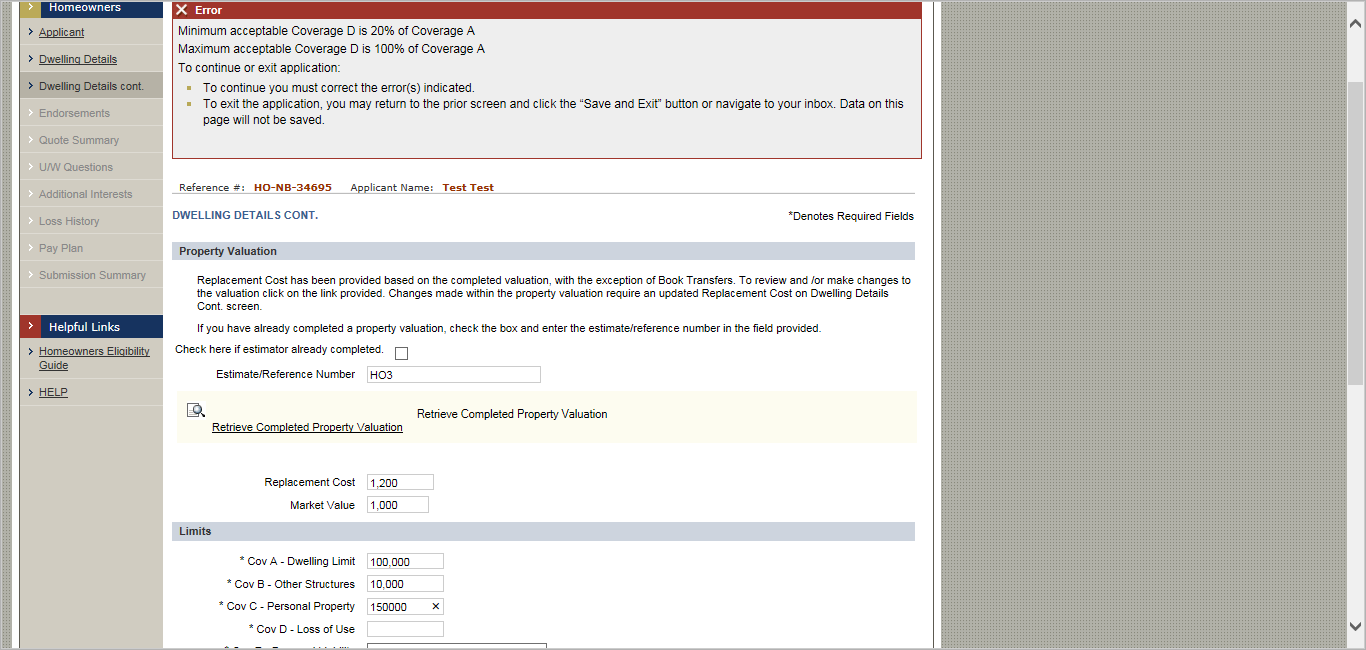 Homeowners
Applicant
Dwelling Details
Dwelling Details cont.
Endorsements
Quote Summary
U/W Questions
Additional Interests
Loss History
Pay Plan
Submission Summary
Helpful Links
Homeowners Eligibility
Guide
HELP
Error
Minimum acceptable Coverage D is 20% of Coverage A
Maximum acceptable Coverage D is 100% of Coverage A
To continue or exit application:
To continue you must correct the error(s) indicated.
To exit the application, you may return to the prior screen and click the “Save and Exit” button or navigate to your inbox. Data on this
page will not be saved.
Reference #: HO-NB-34695 Applicant Name: Test Test
DWELLING DETAILS CONT.
*Denotes Required Fields
Property Valuation
Replacement Cost has been provided based on the completed valuation, with the exception of Book Transfers. To review and /or make changes to
the valuation click on the link provided. Changes made within the property valuation require an updated Replacement Cost on Dwelling Details
Cont. screen.
If you have already completed a property valuation, check the box and enter the estimate/reference number in the field provided.
Check here if estimator already completed.
Estimate/Reference Number HO3
Retrieve Completed Property Valuation
Retrieve Completed Property Valuation
Replacement Cost 1,200
Market Value 1,000
Limits
* Cov A - Dwelling Limit 100,000
* Cov B - Other Structures 10,000
* Cov C - Personal Property 150000
* Cov D - Loss of Use